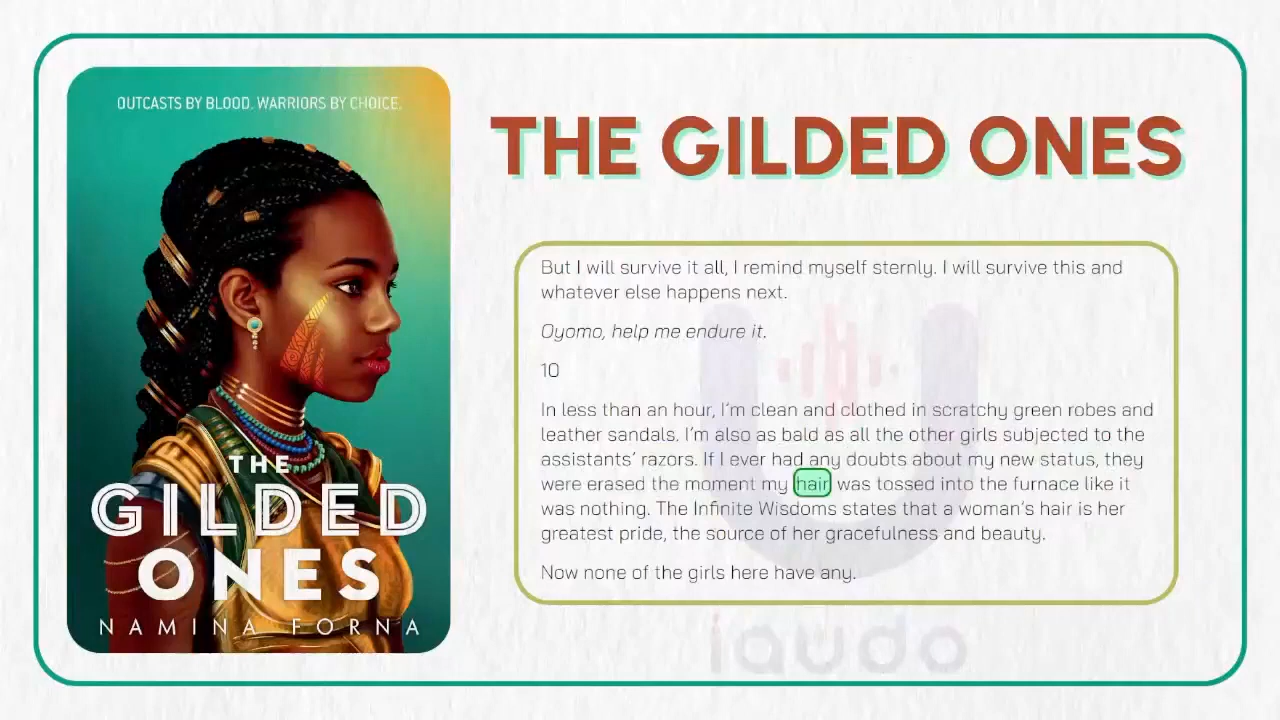 OUTCASTS BY BLOOD. WARRIORS BY CHOICE.
THE
GILDED
ONES
NAMINA FORNA
THE GILDED ONES
But I will survive it all, I remind myself sternly. I will survive this and
whatever else happens next.
Oyomo, help me endure it.
10
In less than an hour, I'm clean and clothed in scratchy green robes and
leather sandals. I'm also as bald as all the other girls subjected to the
assistants' razors. If I ever had any doubts about my new status, they
were erased the moment my hair was tossed into the furnace like it
was nothing. The Infinite Wisdoms states that a woman's hair is her
greatest pride, the source of her gracefulness and beauty.
Now none of the girls here have any.
iaudo